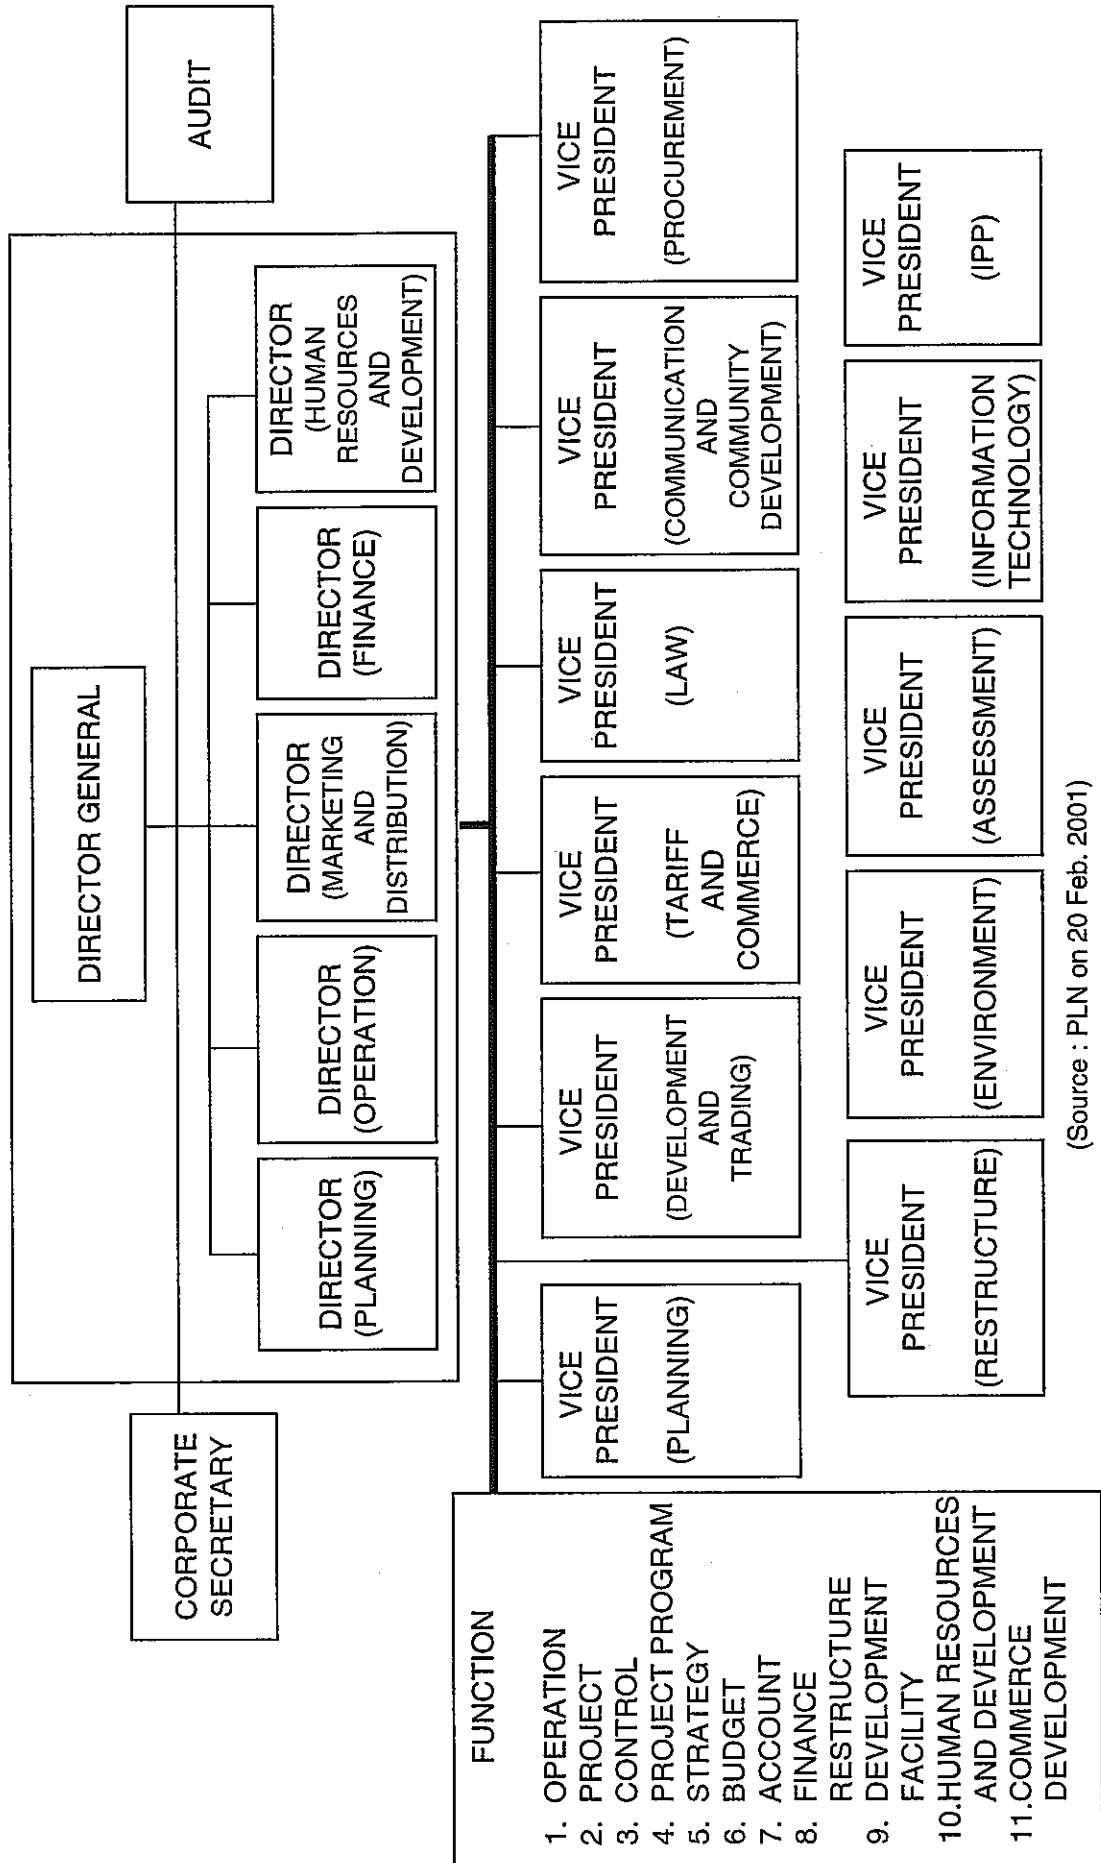 DIRECTOR GENERAL
CORPORATE
SECRETARY
AUDIT
DIRECTOR
(PLANNING)
DIRECTOR
(OPERATION)
DIRECTOR
(MARKETING
AND
DISTRIBUTION)
DIRECTOR
(FINANCE)
DIRECTOR
(HUMAN
RESOURCES
AND
DEVELOPMENT)
FUNCTION
1. OPERATION
2. PROJECT
3. CONTROL
4. PROJECT PROGRAM
5. STRATEGY
6. BUDGET
7. ACCOUNT
8. FINANCE
RESTRUCTURE
9. DEVELOPMENT
FACILITY
10.HUMAN RESOURCES
AND DEVELOPMENT
11.COMMERCE
DEVELOPMENT
VICE
PRESIDENT
(PLANNING)
VICE
PRESIDENT
(DEVELOPMENT
AND
TRADING)
VICE
PRESIDENT
(TARIFF
AND
COMMERCE)
VICE
PRESIDENT
(LAW)
VICE
PRESIDENT
(COMMUNICATION
AND
COMMUNITY
DEVELOPMENT)
VICE
PRESIDENT
(PROCUREMENT)
VICE
PRESIDENT
(RESTRUCTURE)
VICE
PRESIDENT
(ENVIRONMENT)
VICE
PRESIDENT
(ASSESSMENT)
VICE
PRESIDENT
(INFORMATION
TECHNOLOGY)
VICE
PRESIDENT
(IPP)
(Source : PLN on 20 Feb. 2001)